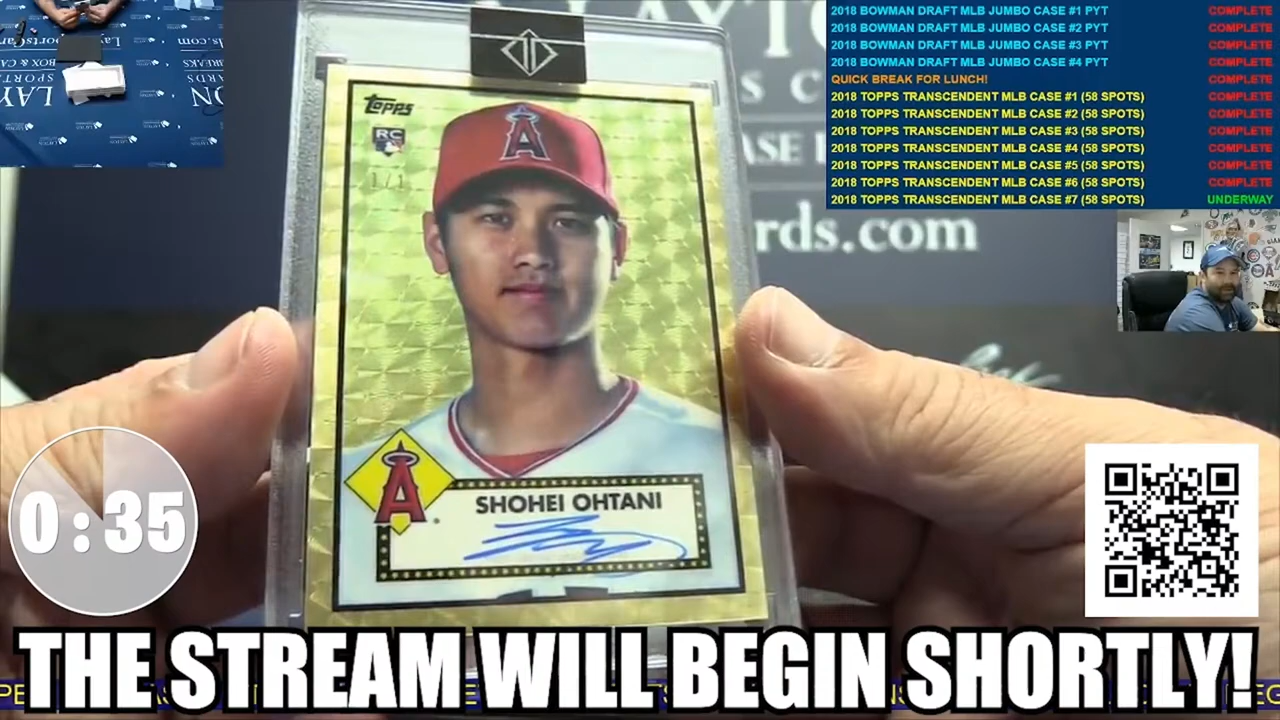 2018 BOWMAN DRAFT MLB JUMBO CASE #1 PYT COMPLETE
2018 BOWMAN DRAFT MLB JUMBO CASE #2 PYT COMPLETE
2018 BOWMAN DRAFT MLB JUMBO CASE #3 PYT COMPLETE
2018 BOWMAN DRAFT MLB JUMBO CASE #4 PYT COMPLETE
QUICK BREAK FOR LUNCH! COMPLETE
2018 TOPPS TRANSCENDENT MLB CASE #1 (58 SPOTS) COMPLETE
2018 TOPPS TRANSCENDENT MLB CASE #2 (58 SPOTS) COMPLETE
2018 TOPPS TRANSCENDENT MLB CASE #3 (58 SPOTS) COMPLETE
2018 TOPPS TRANSCENDENT MLB CASE #4 (58 SPOTS) COMPLETE
2018 TOPPS TRANSCENDENT MLB CASE #5 (58 SPOTS) COMPLETE
2018 TOPPS TRANSCENDENT MLB CASE #6 (58 SPOTS) COMPLETE
2018 TOPPS TRANSCENDENT MLB CASE #7 (58 SPOTS) UNDERWAY
Topps
RC
1/1
A
rds.com
A
SHOHEI OHTANI
0:35
THE STREAM WILL BEGIN SHORTLY!